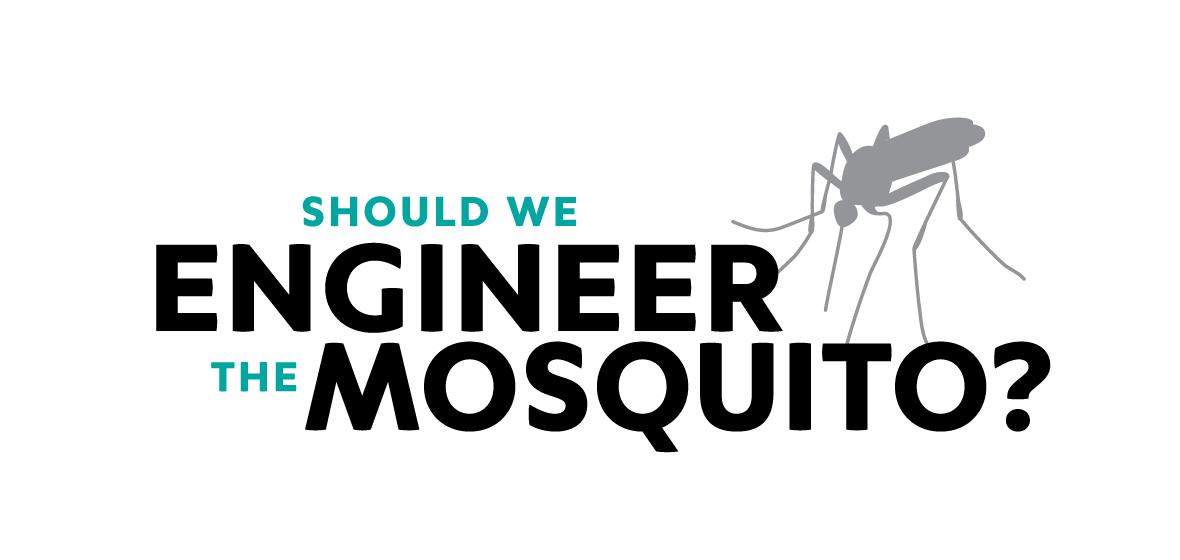 SHOULD WE
ENGINEER
THE MOSQUITO?